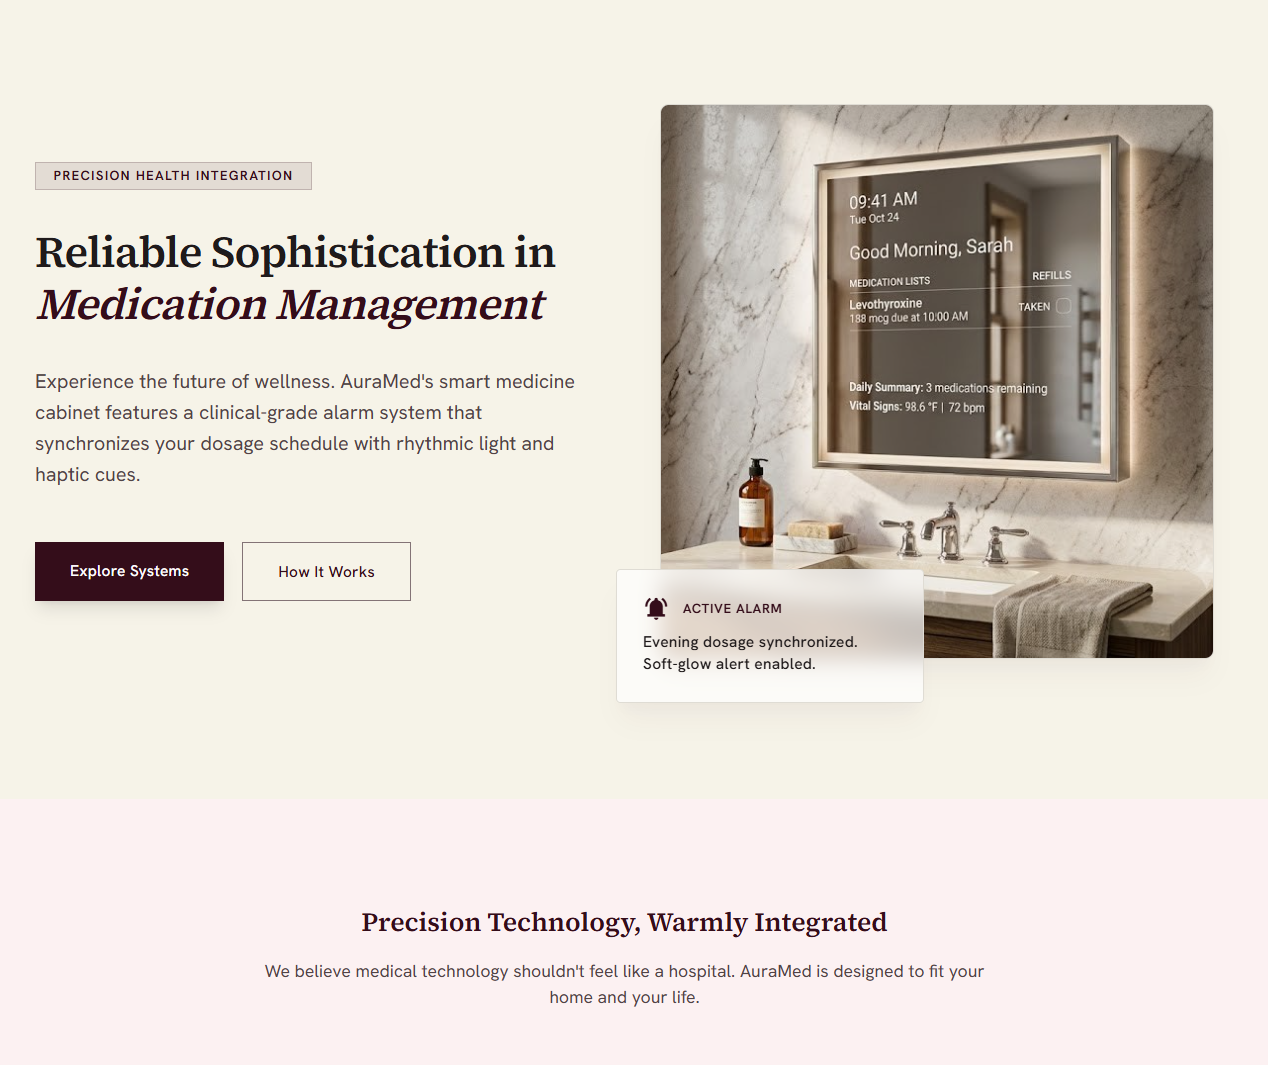 PRECISION HEALTH INTEGRATION
Reliable Sophistication in
Medication Management
Experience the future of wellness. AuraMed's smart medicine
cabinet features a clinical-grade alarm system that
synchronizes your dosage schedule with rhythmic light and
haptic cues.
Explore Systems
How It Works
09:41 AM
Tue Oct 24
Good Morning, Sarah
MEDICATION LISTS
REFILLS
Levothyroxine
188 mcg due at 10:00 AM
TAKEN
Daily Summary: 3 medications remaining
Vital Signs: 98.6 °F | 72 bpm
ACTIVE ALARM
Evening dosage synchronized.
Soft-glow alert enabled.
Precision Technology, Warmly Integrated
We believe medical technology shouldn't feel like a hospital. AuraMed is designed to fit your
home and your life.